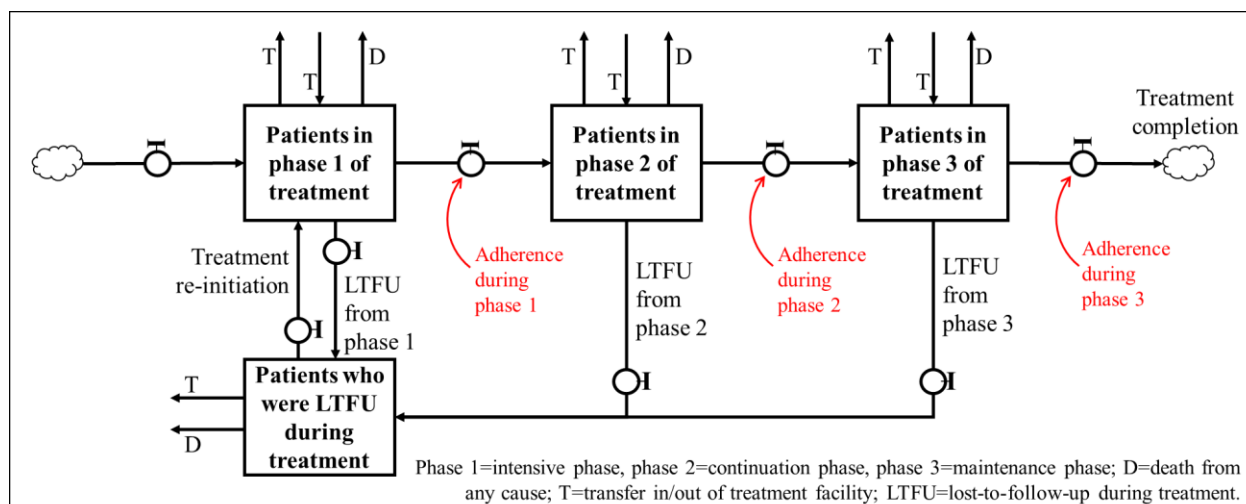 T
T
D
T
T
D
T
T
D
Patients in
phase 1 of
treatment
Patients in
phase 2 of
treatment
Patients in
phase 3 of
treatment
Treatment
completion
Adherence
during
phase 1
Adherence
during
phase 2
Adherence
during
phase 3
Treatment
re-initiation
LTFU
from
phase 1
LTFU
from
phase 2
LTFU
from
phase 3
T
D
Patients who
were LTFU
during
treatment
Phase 1=intensive phase, phase 2=continuation phase, phase 3=maintenance phase; D=death from
any cause; T=transfer in/out of treatment facility; LTFU=lost-to-follow-up during treatment.